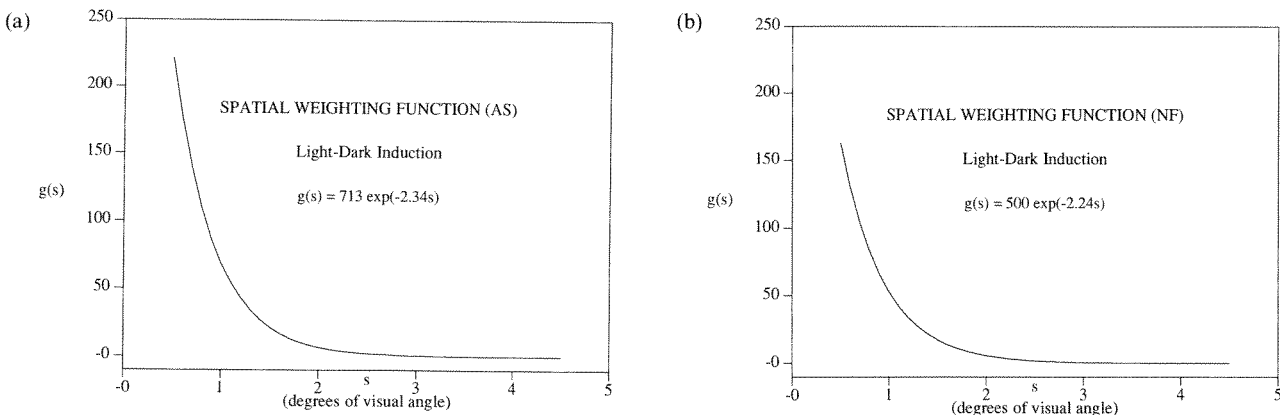 (a)
250
200
150
100
50
-0
g(s)
SPATIAL WEIGHTING FUNCTION (AS)
Light-Dark Induction
g(s) = 713 exp(-2.34s)
-0 1 2 3 4 5
s
(degrees of visual angle)
(b)
250
200
150
100
50
-0
g(s)
SPATIAL WEIGHTING FUNCTION (NF)
Light-Dark Induction
g(s) = 500 exp(-2.24s)
-0 1 2 3 4 5
s
(degrees of visual angle)